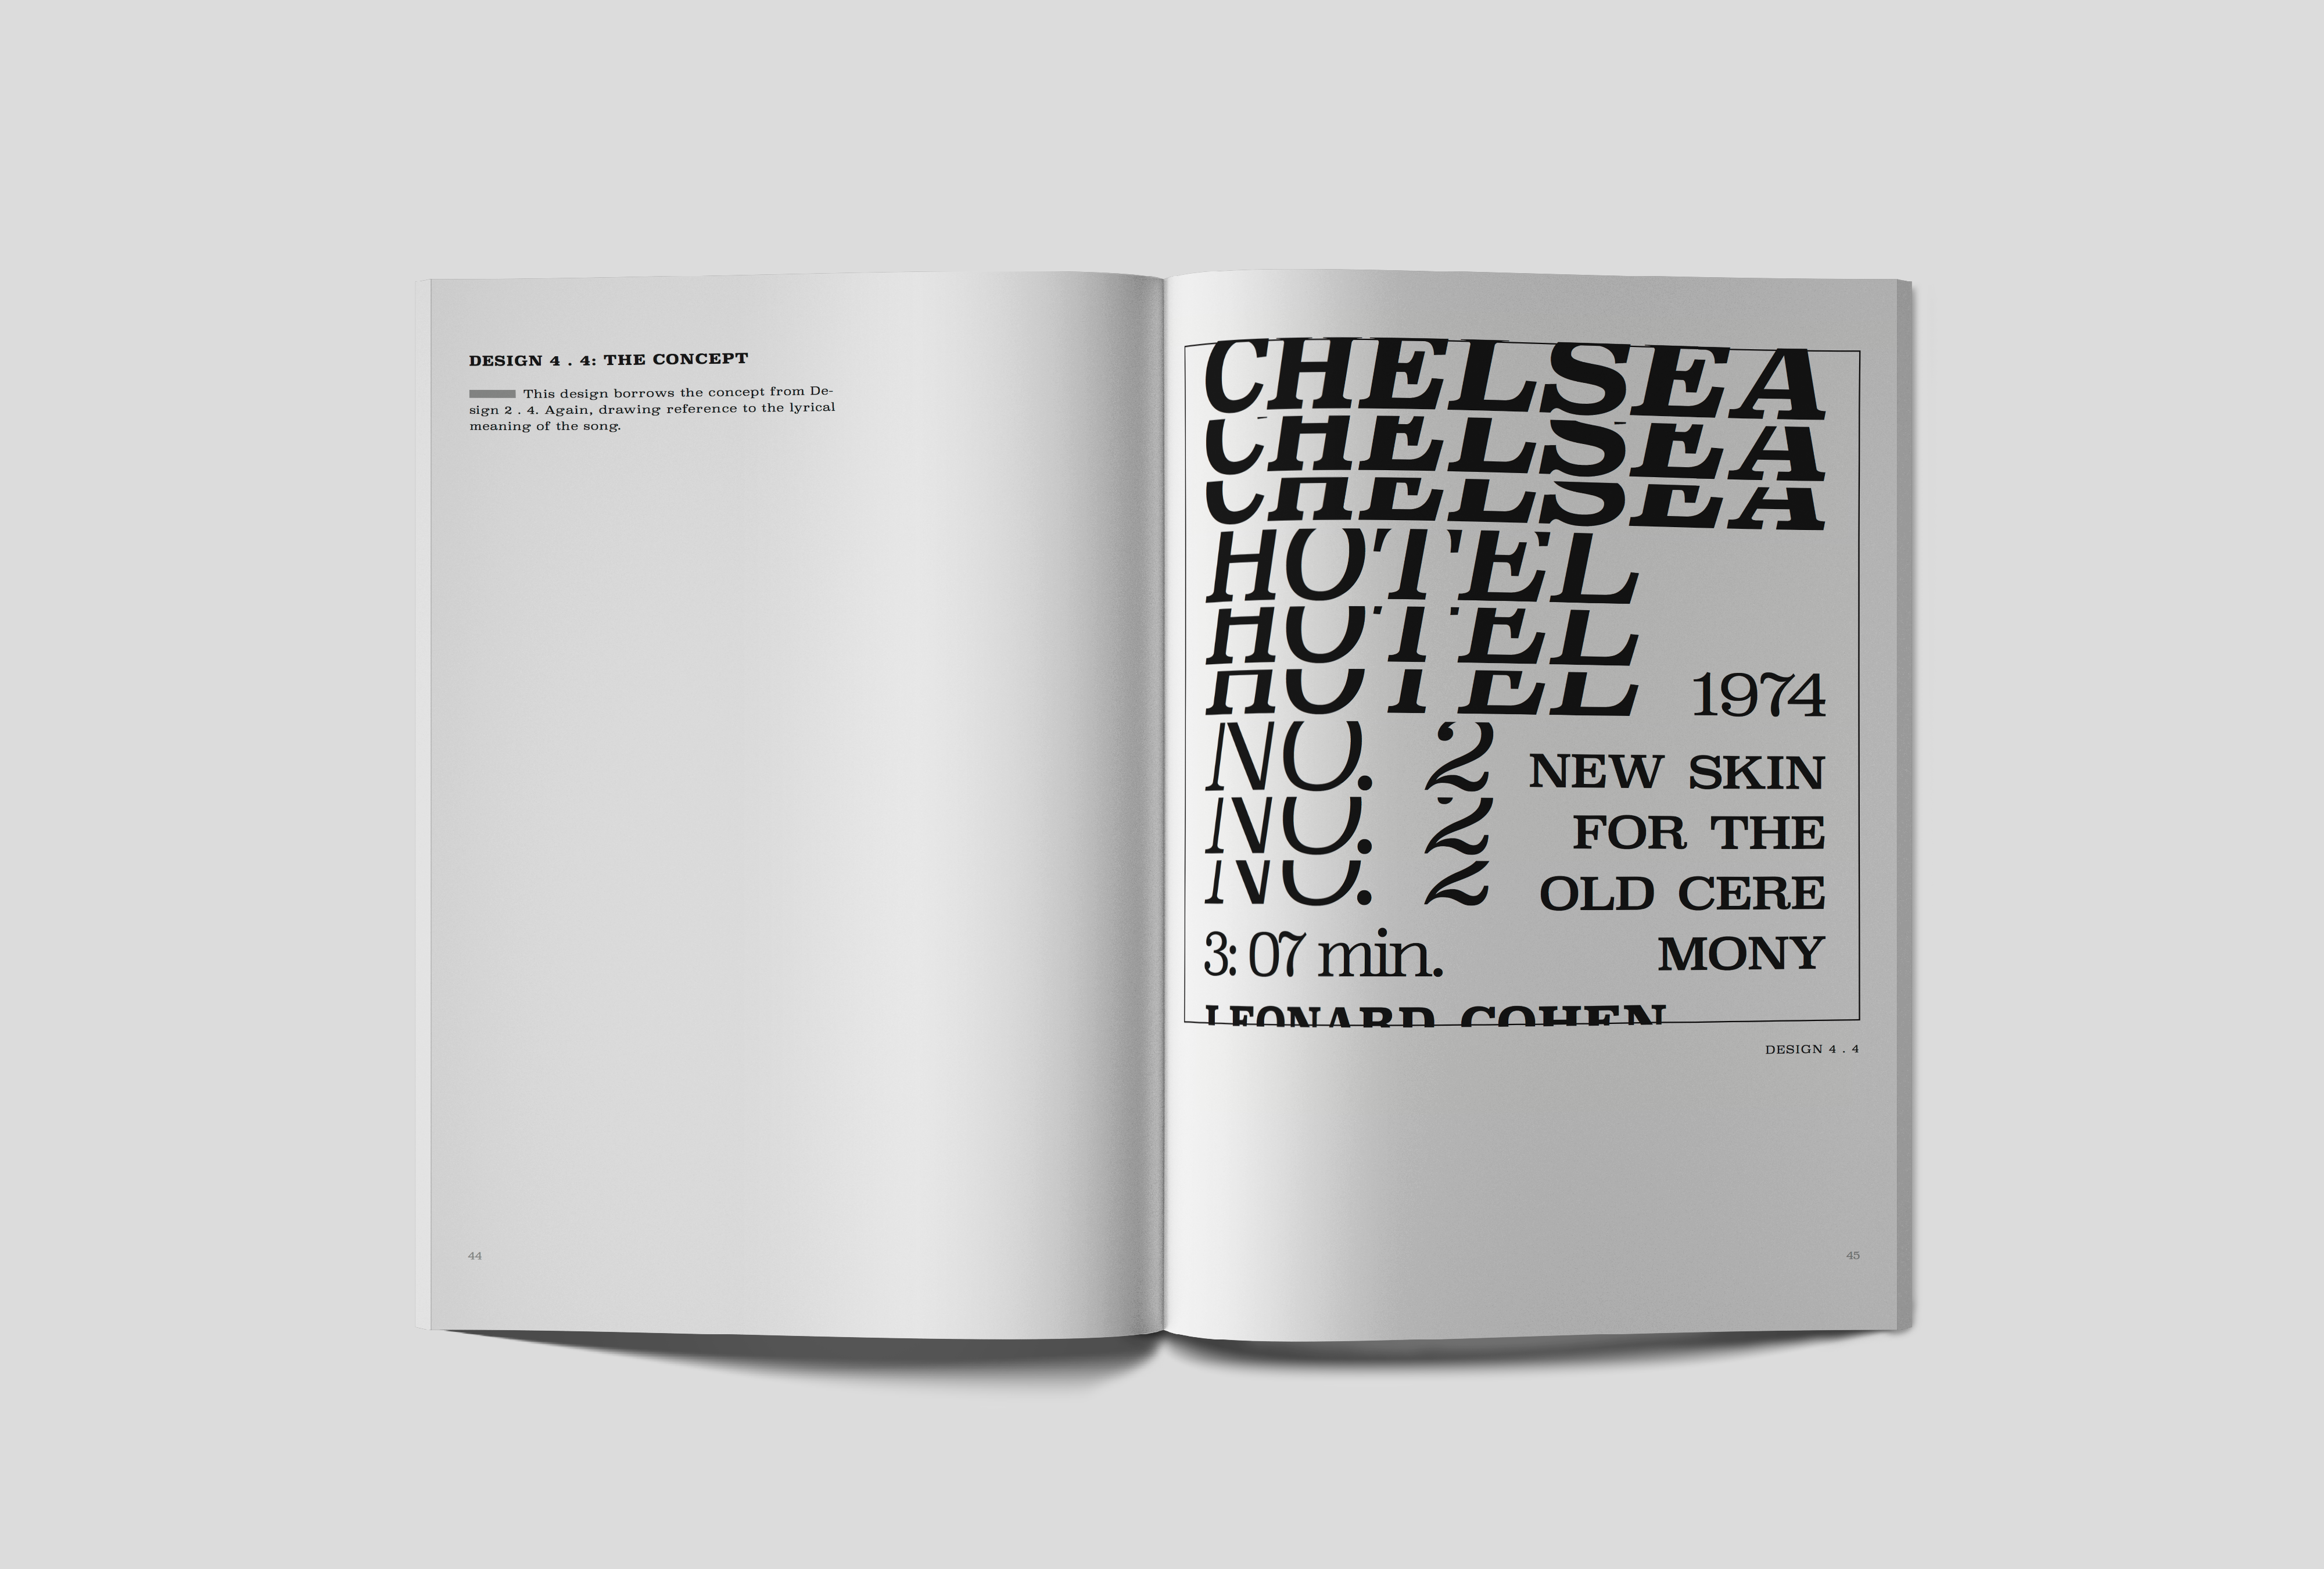 DESIGN 4 . 4: THE CONCEPT
This design borrows the concept from De-
sign 2 . 4. Again, drawing reference to the lyrical
meaning of the song.
44
CHELSEA
CHELSEA
CHELSEA
HOTEL
HOTEL
HOTEL 1974
NO. 2 NEW SKIN
NO. 2 FOR THE
NO. 2 OLD CERE
3:07 min. MONY
LEONARD COHEN
DESIGN 4 . 4
45